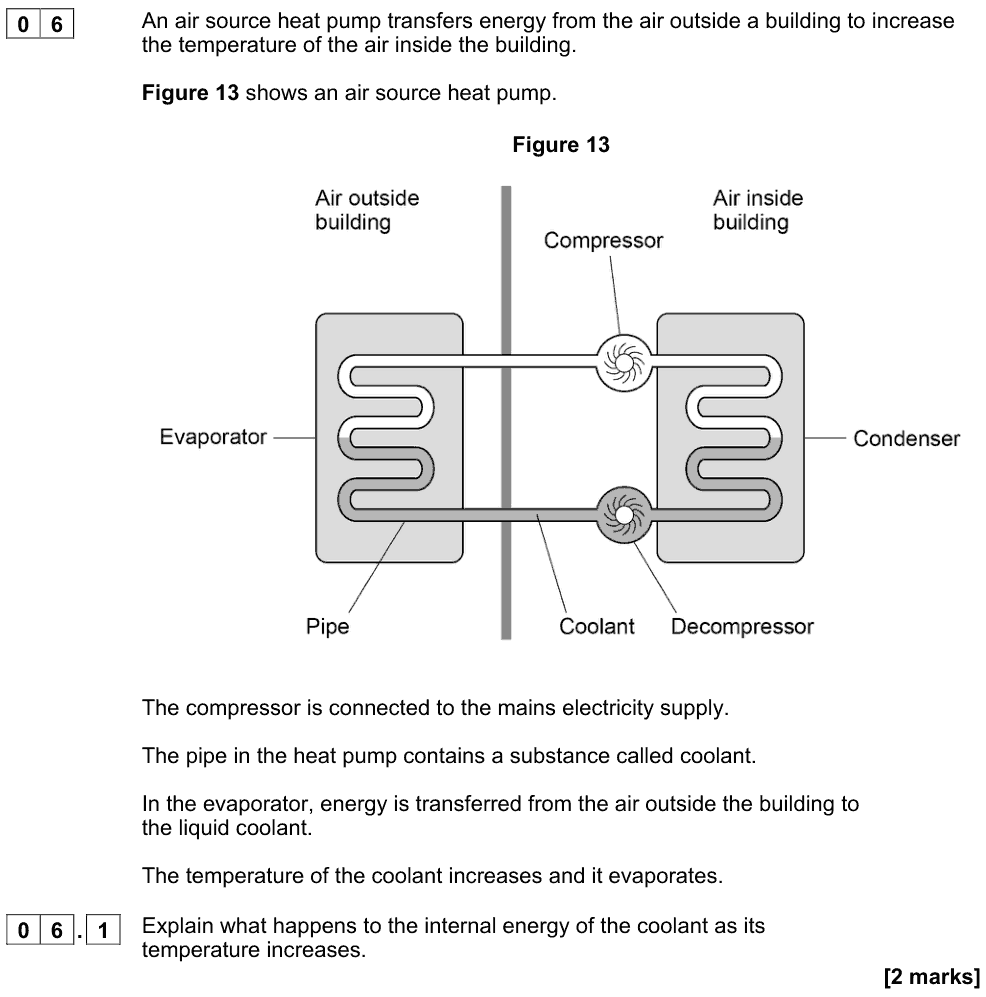 0 6
An air source heat pump transfers energy from the air outside a building to increase
the temperature of the air inside the building.
Figure 13 shows an air source heat pump.
Figure 13
Air outside
building
Air inside
building
Compressor
Evaporator
Condenser
Pipe
Coolant
Decompressor
The compressor is connected to the mains electricity supply.
The pipe in the heat pump contains a substance called coolant.
In the evaporator, energy is transferred from the air outside the building to
the liquid coolant.
The temperature of the coolant increases and it evaporates.
0 6 . 1
Explain what happens to the internal energy of the coolant as its
temperature increases.
[2 marks]